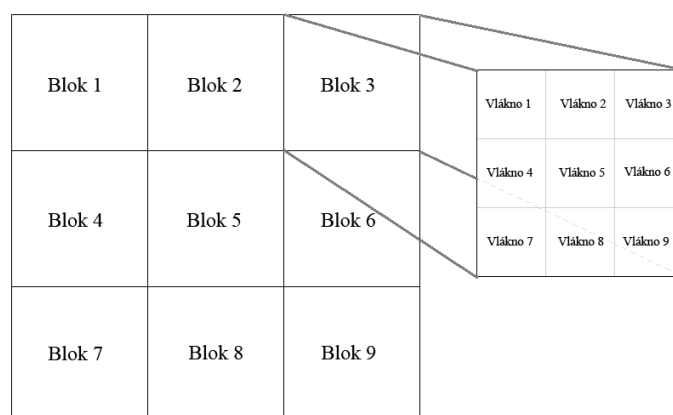 Blok 1
Blok 2
Blok 3
Vlákno 1
Vlákno 2
Vlákno 3
Vlákno 4
Vlákno 5
Vlákno 6
Vlákno 7
Vlákno 8
Vlákno 9
Blok 4
Blok 5
Blok 6
Blok 7
Blok 8
Blok 9